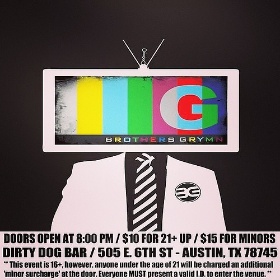 G
BROTHERS GRYMN
3G
DOORS OPEN AT 8:00 PM / $10 FOR 21+ UP / $15 FOR MINORS
DIRTY DOG BAR / 505 E. 6TH ST - AUSTIN, TX 78745
** This event is 16+, however, anyone under the age of 21 will be charged an additional
'minor surcharge' at the door. Everyone MUST present a valid I.D. to enter the venue. **